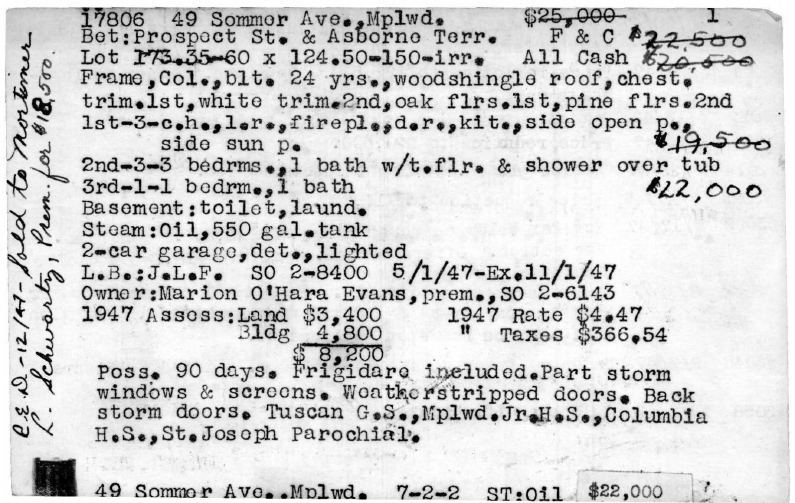 17806 49 Sommer Ave.,Mplwd. $25,000 1
Bet:Prospect St. & Osborne Terr. F & C $22,500
Lot 173.35-60 x 124.50-150-irr. All Cash $20,500
Frame,Col.,blt. 24 yrs.,woodshingle roof,chest.
trim.1st,white trim.2nd,oak flrs.1st,pine flrs.2nd
1st-3-c.h.,l.r.,firepl.,d.r.,kit.,side open p.,
side sun p. $19,500
2nd-3-3 bedrms.,1 bath w/t.flr. & shower over tub
3rd-1-1 bedrm.,1 bath $22,000
Basement:toilet,laund.
Steam:Oil,550 gal.tank
2-car garage,det.,lighted
L.B.:J.L.F. SO 2-8400 5/1/47-Ex.11/1/47
Owner:Marion O'Hara Evans,prem.,SO 2-6143
1947 Assess:Land $3,400 1947 Rate $4.47
Bldg 4,800 " Taxes $366.54
$ 8,200
Poss. 90 days. Frigidare included.Part storm
windows & screens. Weatherstripped doors. Back
storm doors. Tuscan G.S.,Mplwd.Jr.H.S.,Columbia
H.S.,St.Joseph Parochial.
49 Sommer Ave.,Mplwd. 7-2-2 ST:Oil $22,000
Sold to Mortimer
L. Schwartz, Prem. for $18,500.